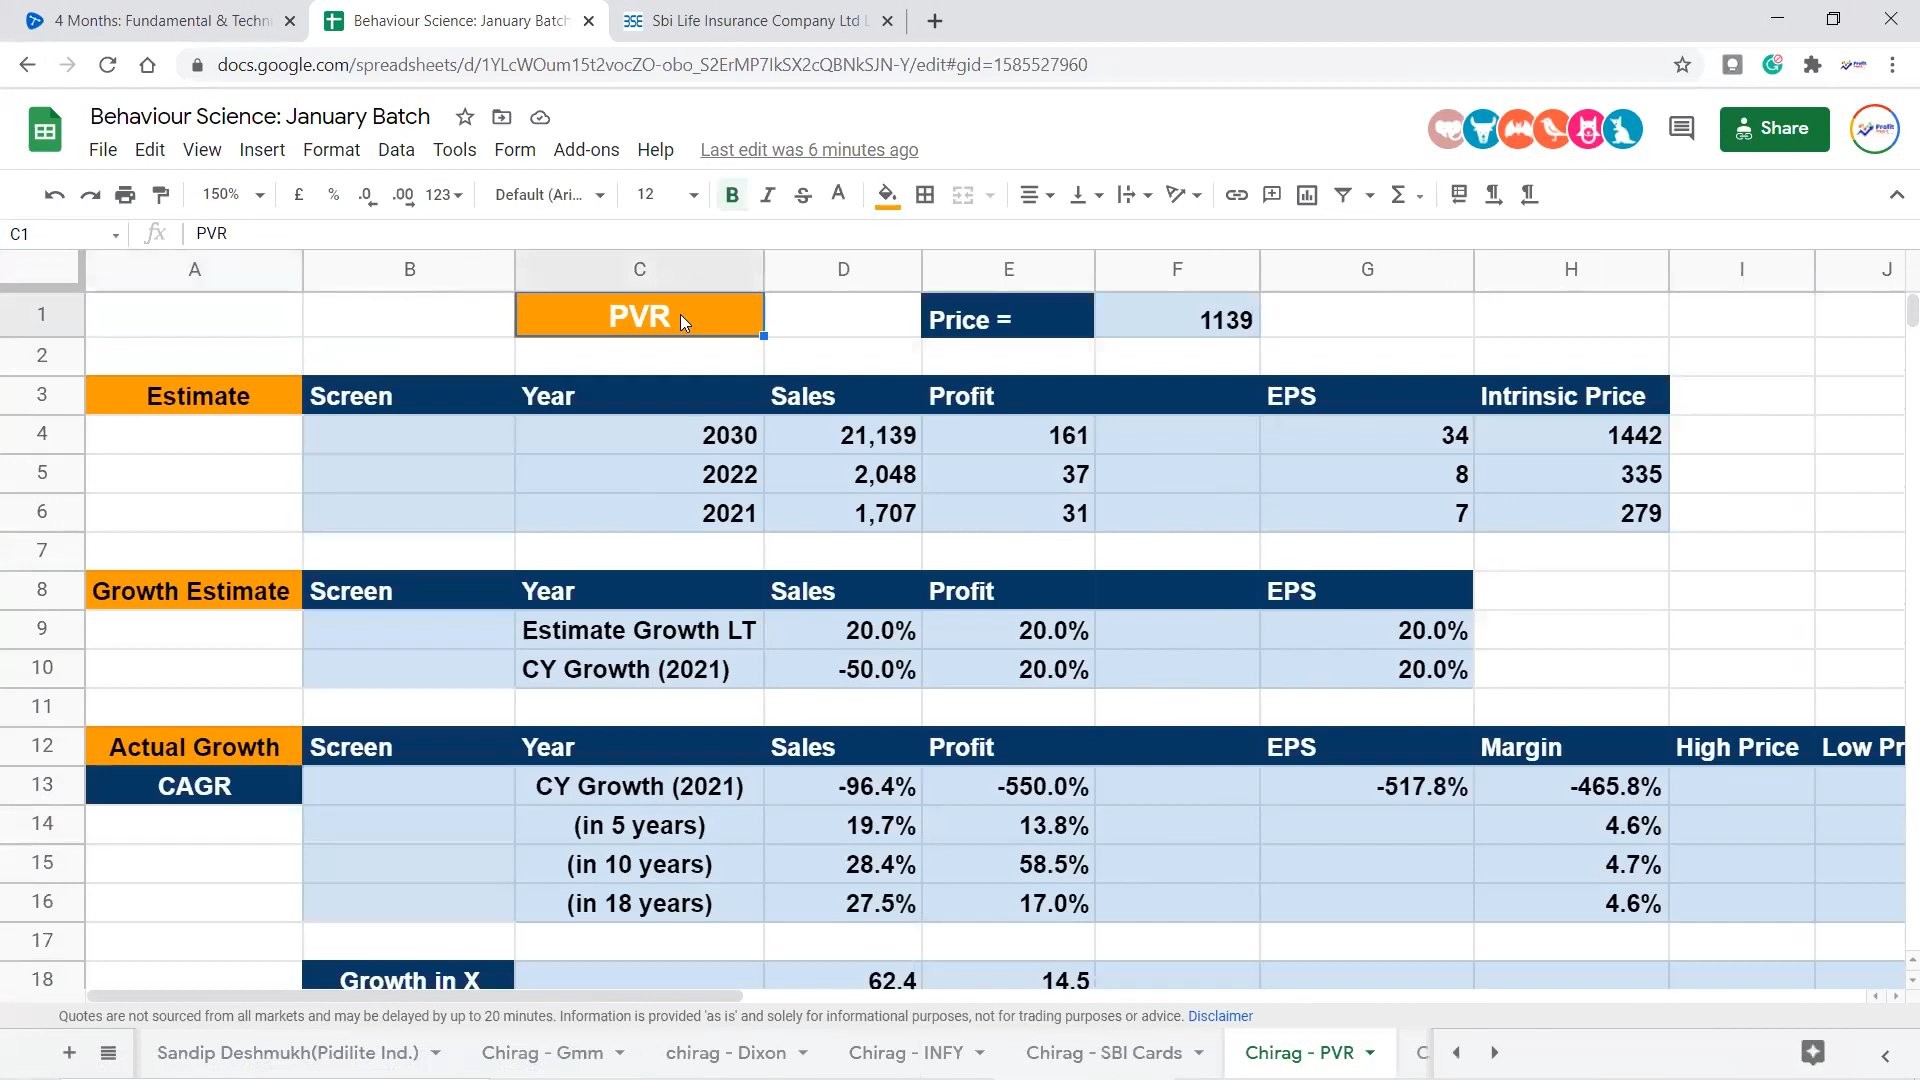 4 Months: Fundamental & Techni
Behaviour Science: January Batch
Sbi Life Insurance Company Ltd L
docs.google.com/spreadsheets/d/1YLcWOum15t2vocZO-obo_S2ErMP7IkSX2cQBNkSJN-Y/edit#gid=1585527960
Behaviour Science: January Batch
Share
File Edit View Insert Format Data Tools Form Add-ons Help Last edit was 6 minutes ago
150% £ % .0 .00 123 Default (Ari... 12 B I S A
C1 fx PVR
A B C D E F G H I J
1 PVR Price = 1139
2
3 Estimate Screen Year Sales Profit EPS Intrinsic Price
4 2030 21,139 161 34 1442
5 2022 2,048 37 8 335
6 2021 1,707 31 7 279
7
8 Growth Estimate Screen Year Sales Profit EPS
9 Estimate Growth LT 20.0% 20.0% 20.0%
10 CY Growth (2021) -50.0% 20.0% 20.0%
11
12 Actual Growth Screen Year Sales Profit EPS Margin High Price Low Pr
13 CAGR CY Growth (2021) -96.4% -550.0% -517.8% -465.8%
14 (in 5 years) 19.7% 13.8% 4.6%
15 (in 10 years) 28.4% 58.5% 4.7%
16 (in 18 years) 27.5% 17.0% 4.6%
17
18 Growth in X 62.4 14.5
Quotes are not sourced from all markets and may be delayed by up to 20 minutes. Information is provided 'as is' and solely for informational purposes, not for trading purposes or advice. Disclaimer
Sandip Deshmukh(Pidilite Ind.) Chirag - Gmm chirag - Dixon Chirag - INFY Chirag - SBI Cards Chirag - PVR C